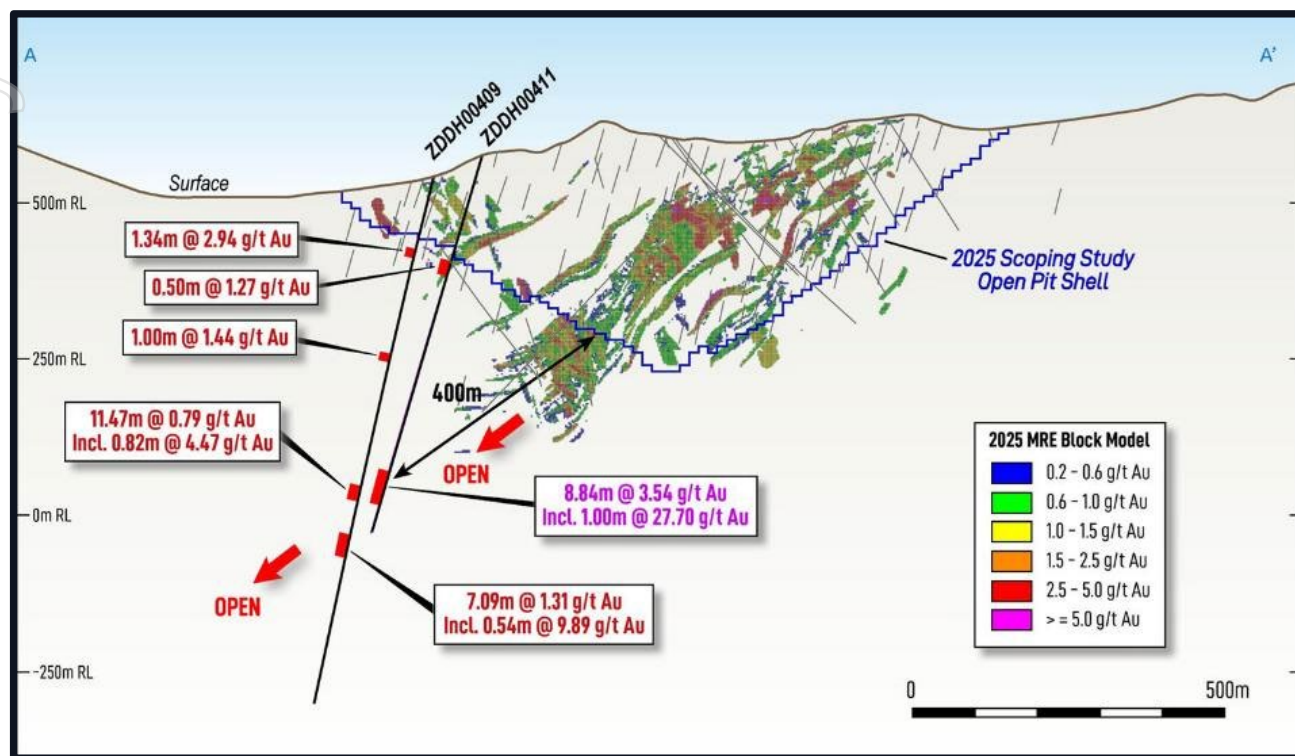 A
A'
ZDDH00409
ZDDH00411
Surface
500m RL
1.34m @ 2.94 g/t Au
0.50m @ 1.27 g/t Au
2025 Scoping Study
Open Pit Shell
1.00m @ 1.44 g/t Au
250m RL
400m
11.47m @ 0.79 g/t Au
Incl. 0.82m @ 4.47 g/t Au
OPEN
8.84m @ 3.54 g/t Au
Incl. 1.00m @ 27.70 g/t Au
0m RL
OPEN
7.09m @ 1.31 g/t Au
Incl. 0.54m @ 9.89 g/t Au
-250m RL
2025 MRE Block Model
0.2 - 0.6 g/t Au
0.6 - 1.0 g/t Au
1.0 - 1.5 g/t Au
1.5 - 2.5 g/t Au
2.5 - 5.0 g/t Au
> = 5.0 g/t Au
0
500m